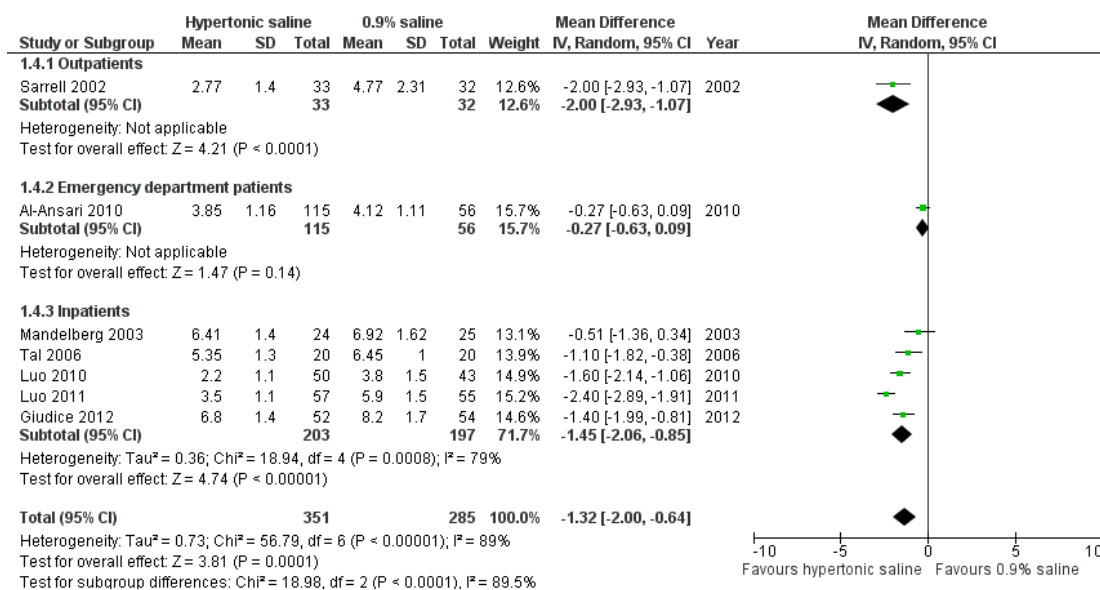 Hypertonic saline 0.9% saline Mean Difference Mean Difference
Study or Subgroup Mean SD Total Mean SD Total Weight IV, Random, 95% CI Year IV, Random, 95% CI
1.4.1 Outpatients
Sarrell 2002 2.77 1.4 33 4.77 2.31 32 12.6% -2.00 [-2.93, -1.07] 2002
Subtotal (95% CI) 33 32 12.6% -2.00 [-2.93, -1.07]
Heterogeneity: Not applicable
Test for overall effect: Z = 4.21 (P < 0.0001)
1.4.2 Emergency department patients
Al-Ansari 2010 3.85 1.16 115 4.12 1.11 56 15.7% -0.27 [-0.63, 0.09] 2010
Subtotal (95% CI) 115 56 15.7% -0.27 [-0.63, 0.09]
Heterogeneity: Not applicable
Test for overall effect: Z = 1.47 (P = 0.14)
1.4.3 Inpatients
Mandelberg 2003 6.41 1.4 24 6.92 1.62 25 13.1% -0.51 [-1.36, 0.34] 2003
Tal 2006 5.35 1.3 20 6.45 1 20 13.9% -1.10 [-1.82, -0.38] 2006
Luo 2010 2.2 1.1 50 3.8 1.5 43 14.9% -1.60 [-2.14, -1.06] 2010
Luo 2011 3.5 1.1 57 5.9 1.5 55 15.2% -2.40 [-2.89, -1.91] 2011
Giudice 2012 6.8 1.4 52 8.2 1.7 54 14.6% -1.40 [-1.99, -0.81] 2012
Subtotal (95% CI) 203 197 71.7% -1.45 [-2.06, -0.85]
Heterogeneity: Tau² = 0.36; Chi² = 18.94, df = 4 (P = 0.0008); I² = 79%
Test for overall effect: Z = 4.74 (P < 0.00001)
Total (95% CI) 351 285 100.0% -1.32 [-2.00, -0.64]
Heterogeneity: Tau² = 0.73; Chi² = 56.79, df = 6 (P < 0.00001); I² = 89%
Test for overall effect: Z = 3.81 (P = 0.0001)
Test for subgroup differences: Chi² = 18.98, df = 2 (P < 0.0001), I² = 89.5%
-10 -5 0 5 10
Favours hypertonic saline Favours 0.9% saline